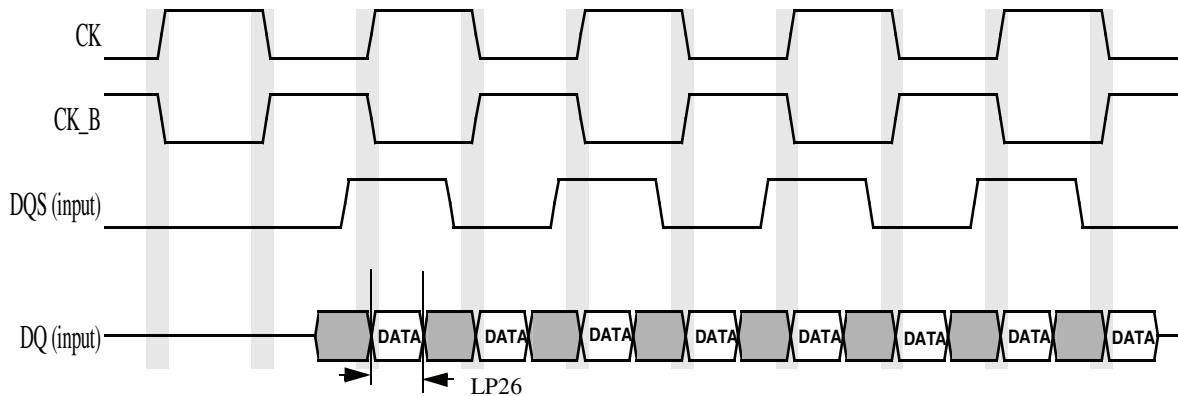 CK
CK_B
DQS (input)
DQ (input)
DATA DATA DATA DATA DATA DATA DATA DATA
LP26